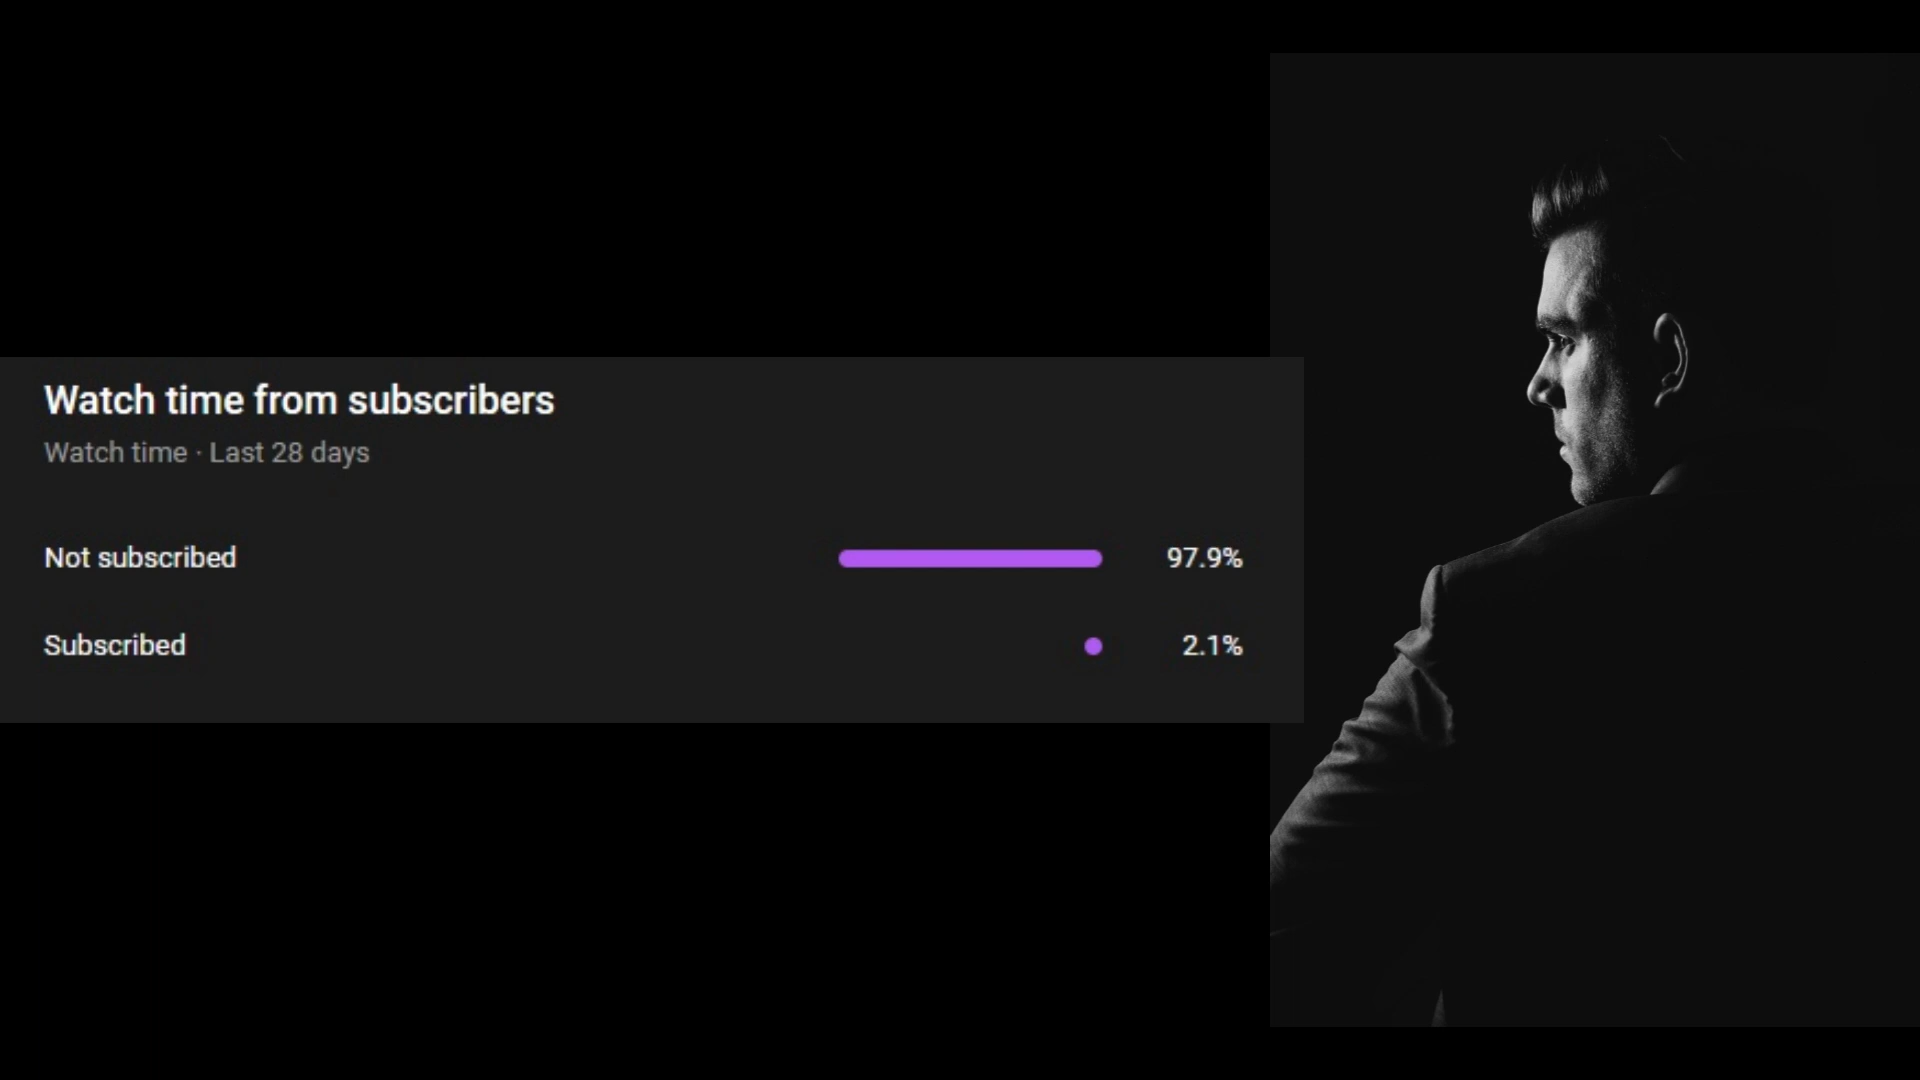 Watch time from subscribers
Watch time · Last 28 days
Not subscribed 97.9%
Subscribed 2.1%